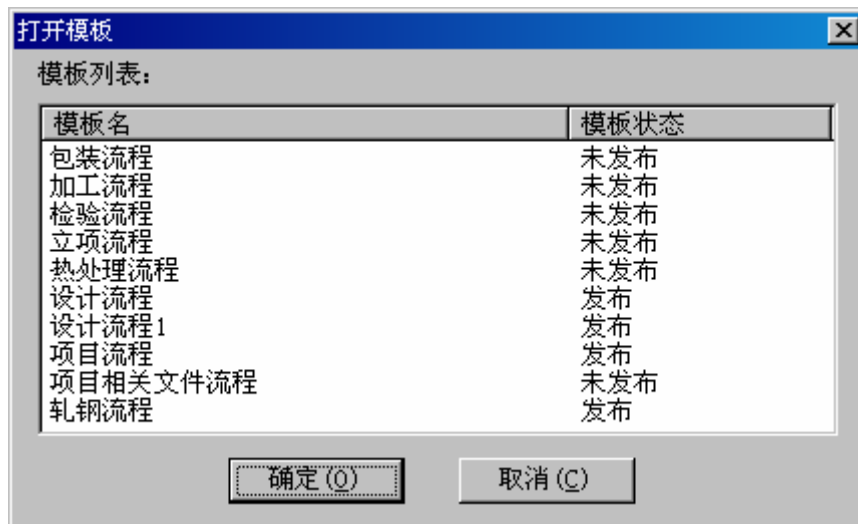 打开模板
模板列表：
模板名 模板状态
包装流程 未发布
加工流程 未发布
检验流程 未发布
立项流程 未发布
热处理流程 未发布
设计流程 发布
设计流程1 发布
项目流程 发布
项目相关文件流程 未发布
轧钢流程 发布
确定(O) 取消(C)